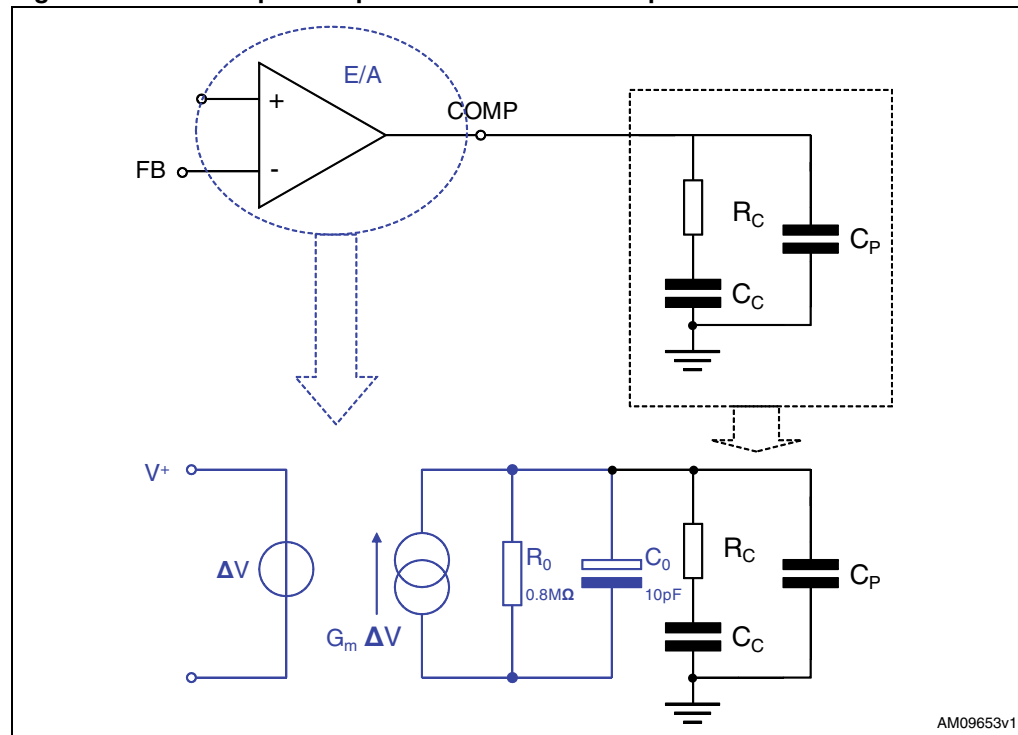 E/A
+
COMP
FB
-
R_C
C_P
C_C
V⁺
ΔV
G_m ΔV
R_0
0.8MΩ
C_0
10pF
R_C
C_C
C_P
AM09653v1